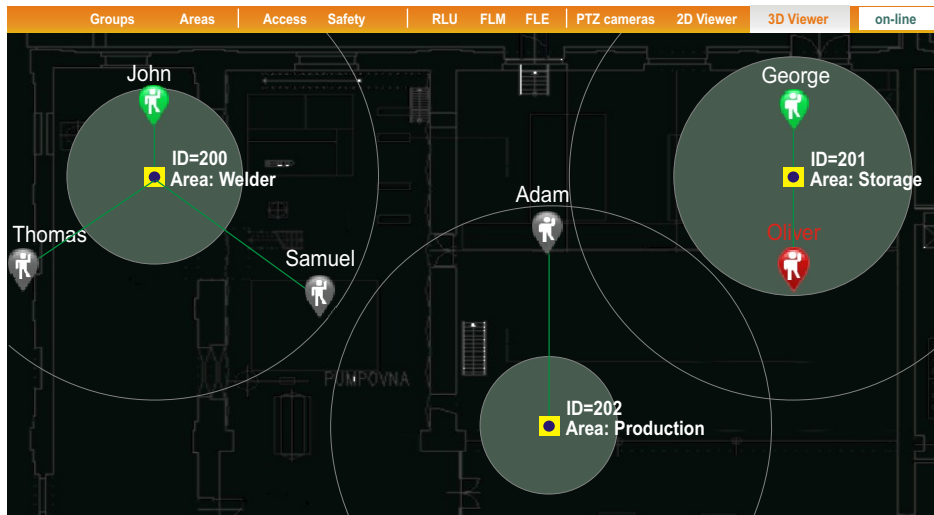 Groups Areas Access Safety RLU FLM FLE PTZ cameras 2D Viewer 3D Viewer on-line
John
George
ID=200
Area: Welder
ID=201
Area: Storage
Adam
Thomas
Oliver
Samuel
PUMPOVNA
ID=202
Area: Production